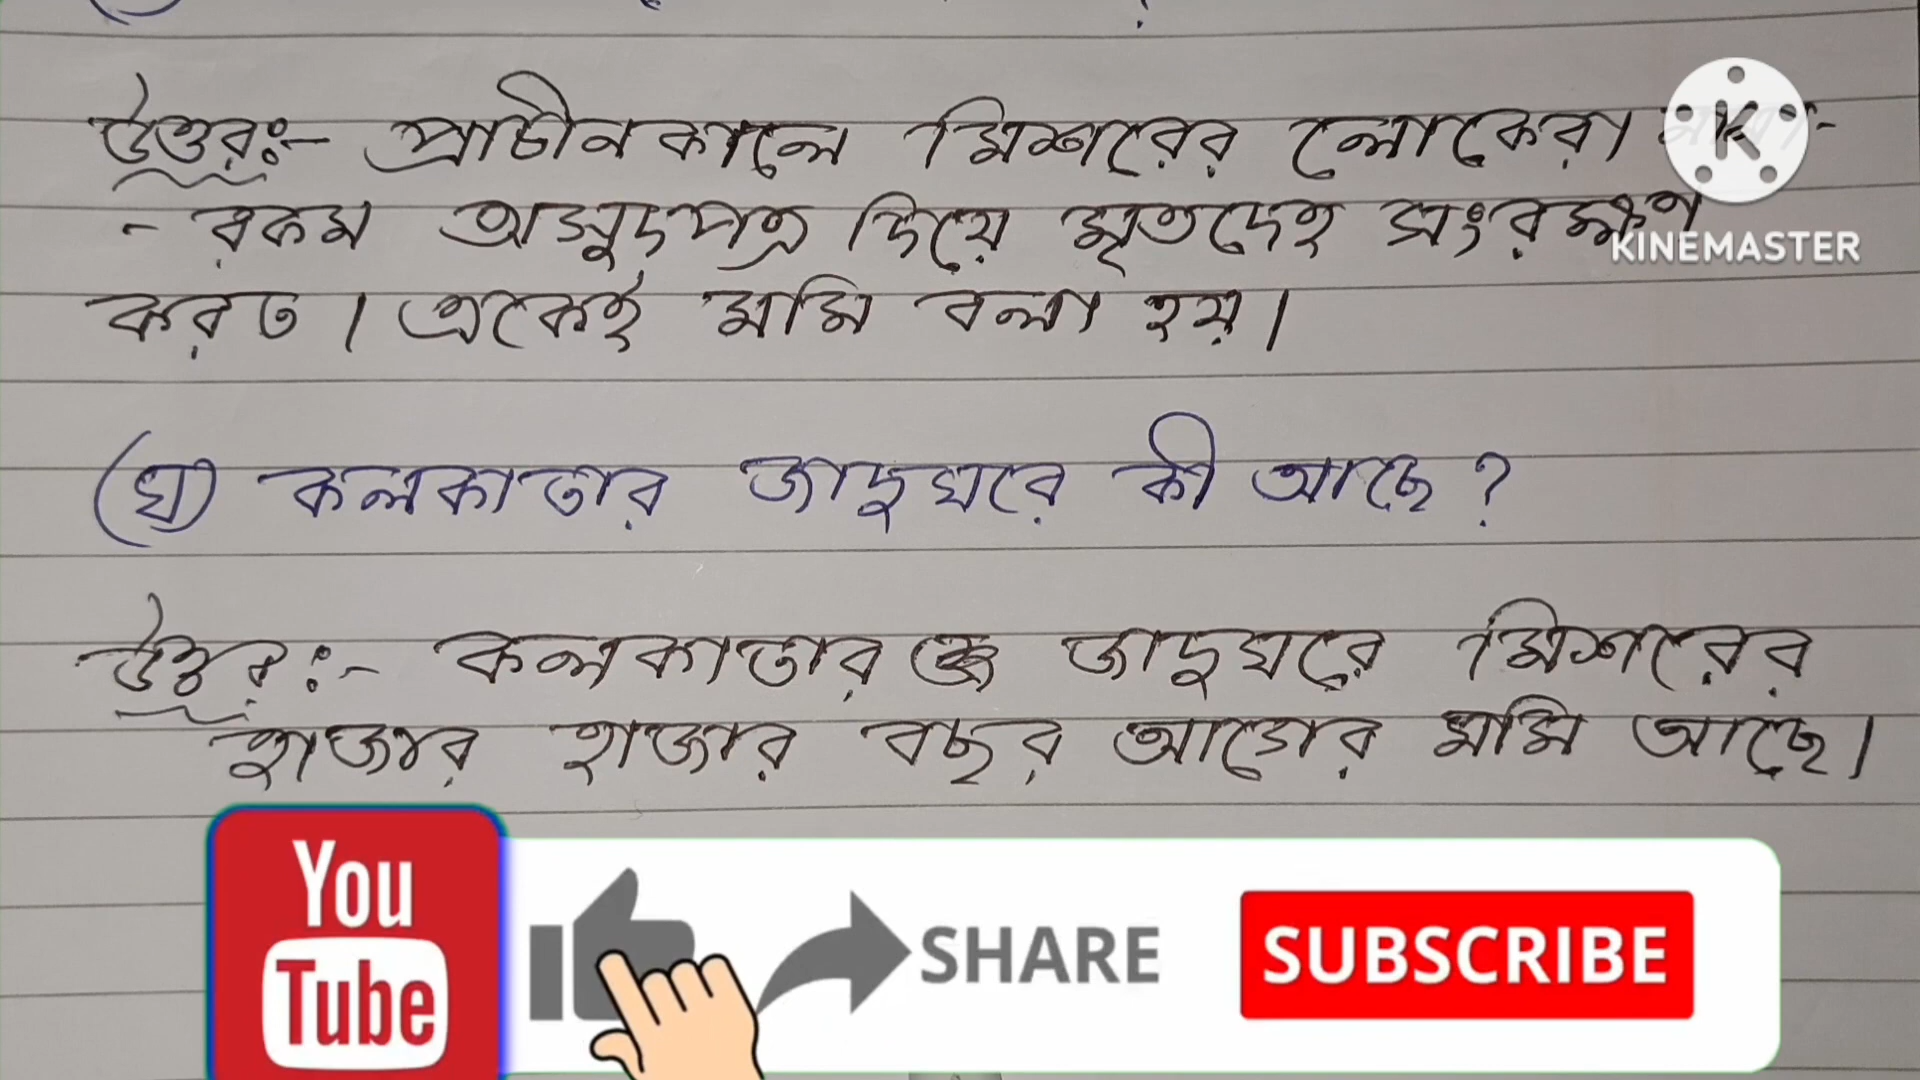 উত্তর:- প্রাচীনকালে মিশরের লোকেরা
- রকম অসুদপত্র দিয়ে মৃতদেহ সংরক্ষণ
করত। একেই মমি বলা হয়।
(ঘ) কলকাতার জাদুঘরে কী আছে?
উত্তর:- কলকাতার জাদুঘরে মিশরের
হাজার হাজার বছর আগের মমি আছে।
K
KINEMASTER
You
Tube
SHARE
SUBSCRIBE